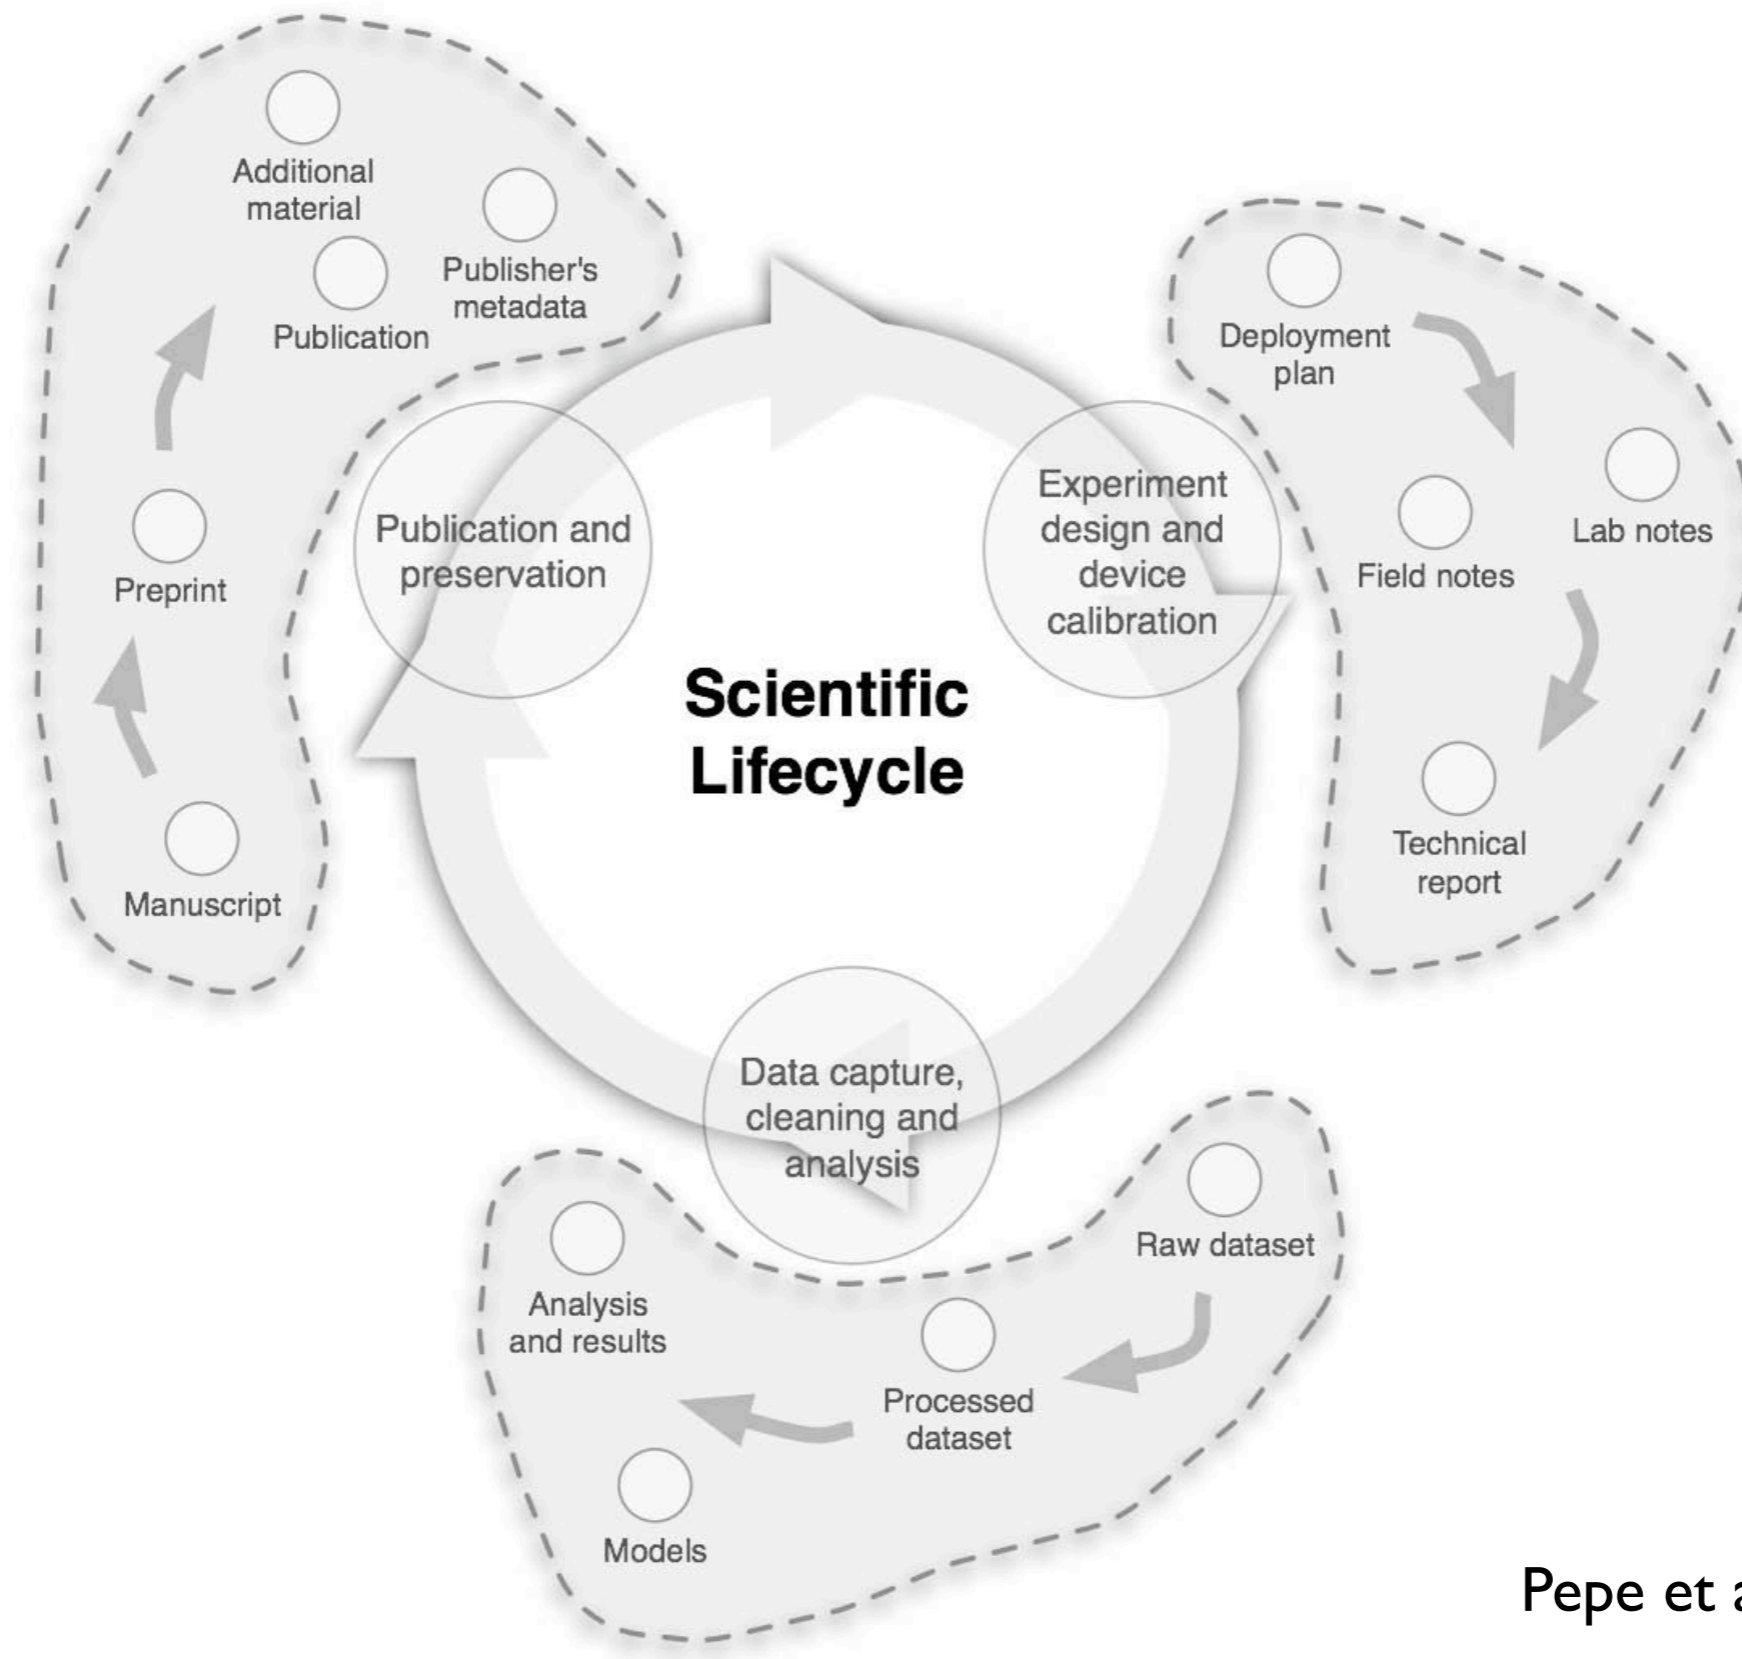 Additional
material
Publisher's
metadata
Publication
Preprint
Manuscript
Publication and
preservation
Scientific
Lifecycle
Experiment
design and
device
calibration
Deployment
plan
Lab notes
Field notes
Technical
report
Data capture,
cleaning and
analysis
Raw dataset
Processed
dataset
Analysis
and results
Models
Pepe et